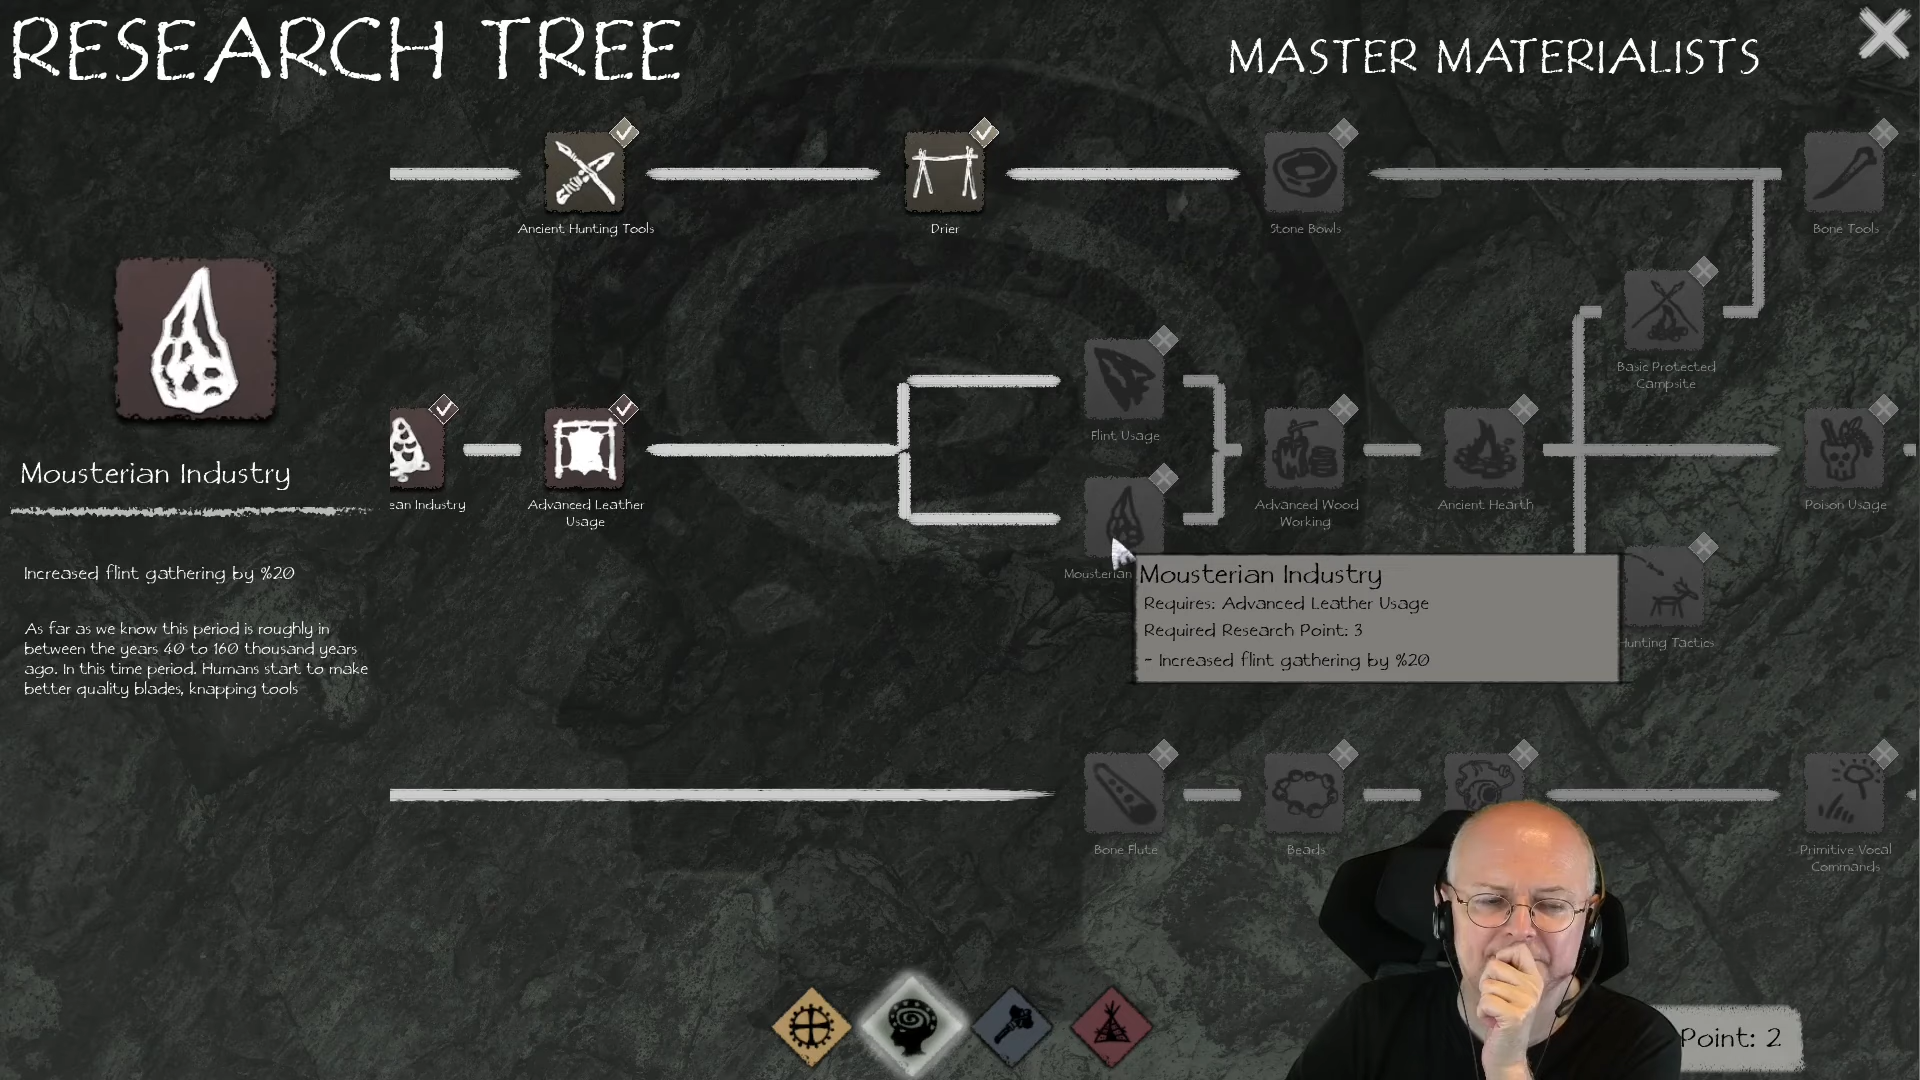 RESEARCH TREE
MASTER MATERIALISTS
Ancient Hunting Tools
Drier
Stone Bowls
Bone Tools
Basic Protected
Campsite
Flint Usage
Mousterian Industry
ean Industry
Advanced Leather
Usage
Advanced Wood
Working
Ancient Hearth
Poison Usage
Increased flint gathering by %20
As far as we know this period is roughly in
between the years 40 to 160 thousand years
ago. In this time period. Humans start to make
better quality blades, knapping tools
Mousterian
Mousterian Industry
Requires: Advanced Leather Usage
Required Research Point: 3
- Increased flint gathering by %20
Hunting Tactics
Bone Flute
Beads
Primitive Vocal
Commands
Point: 2